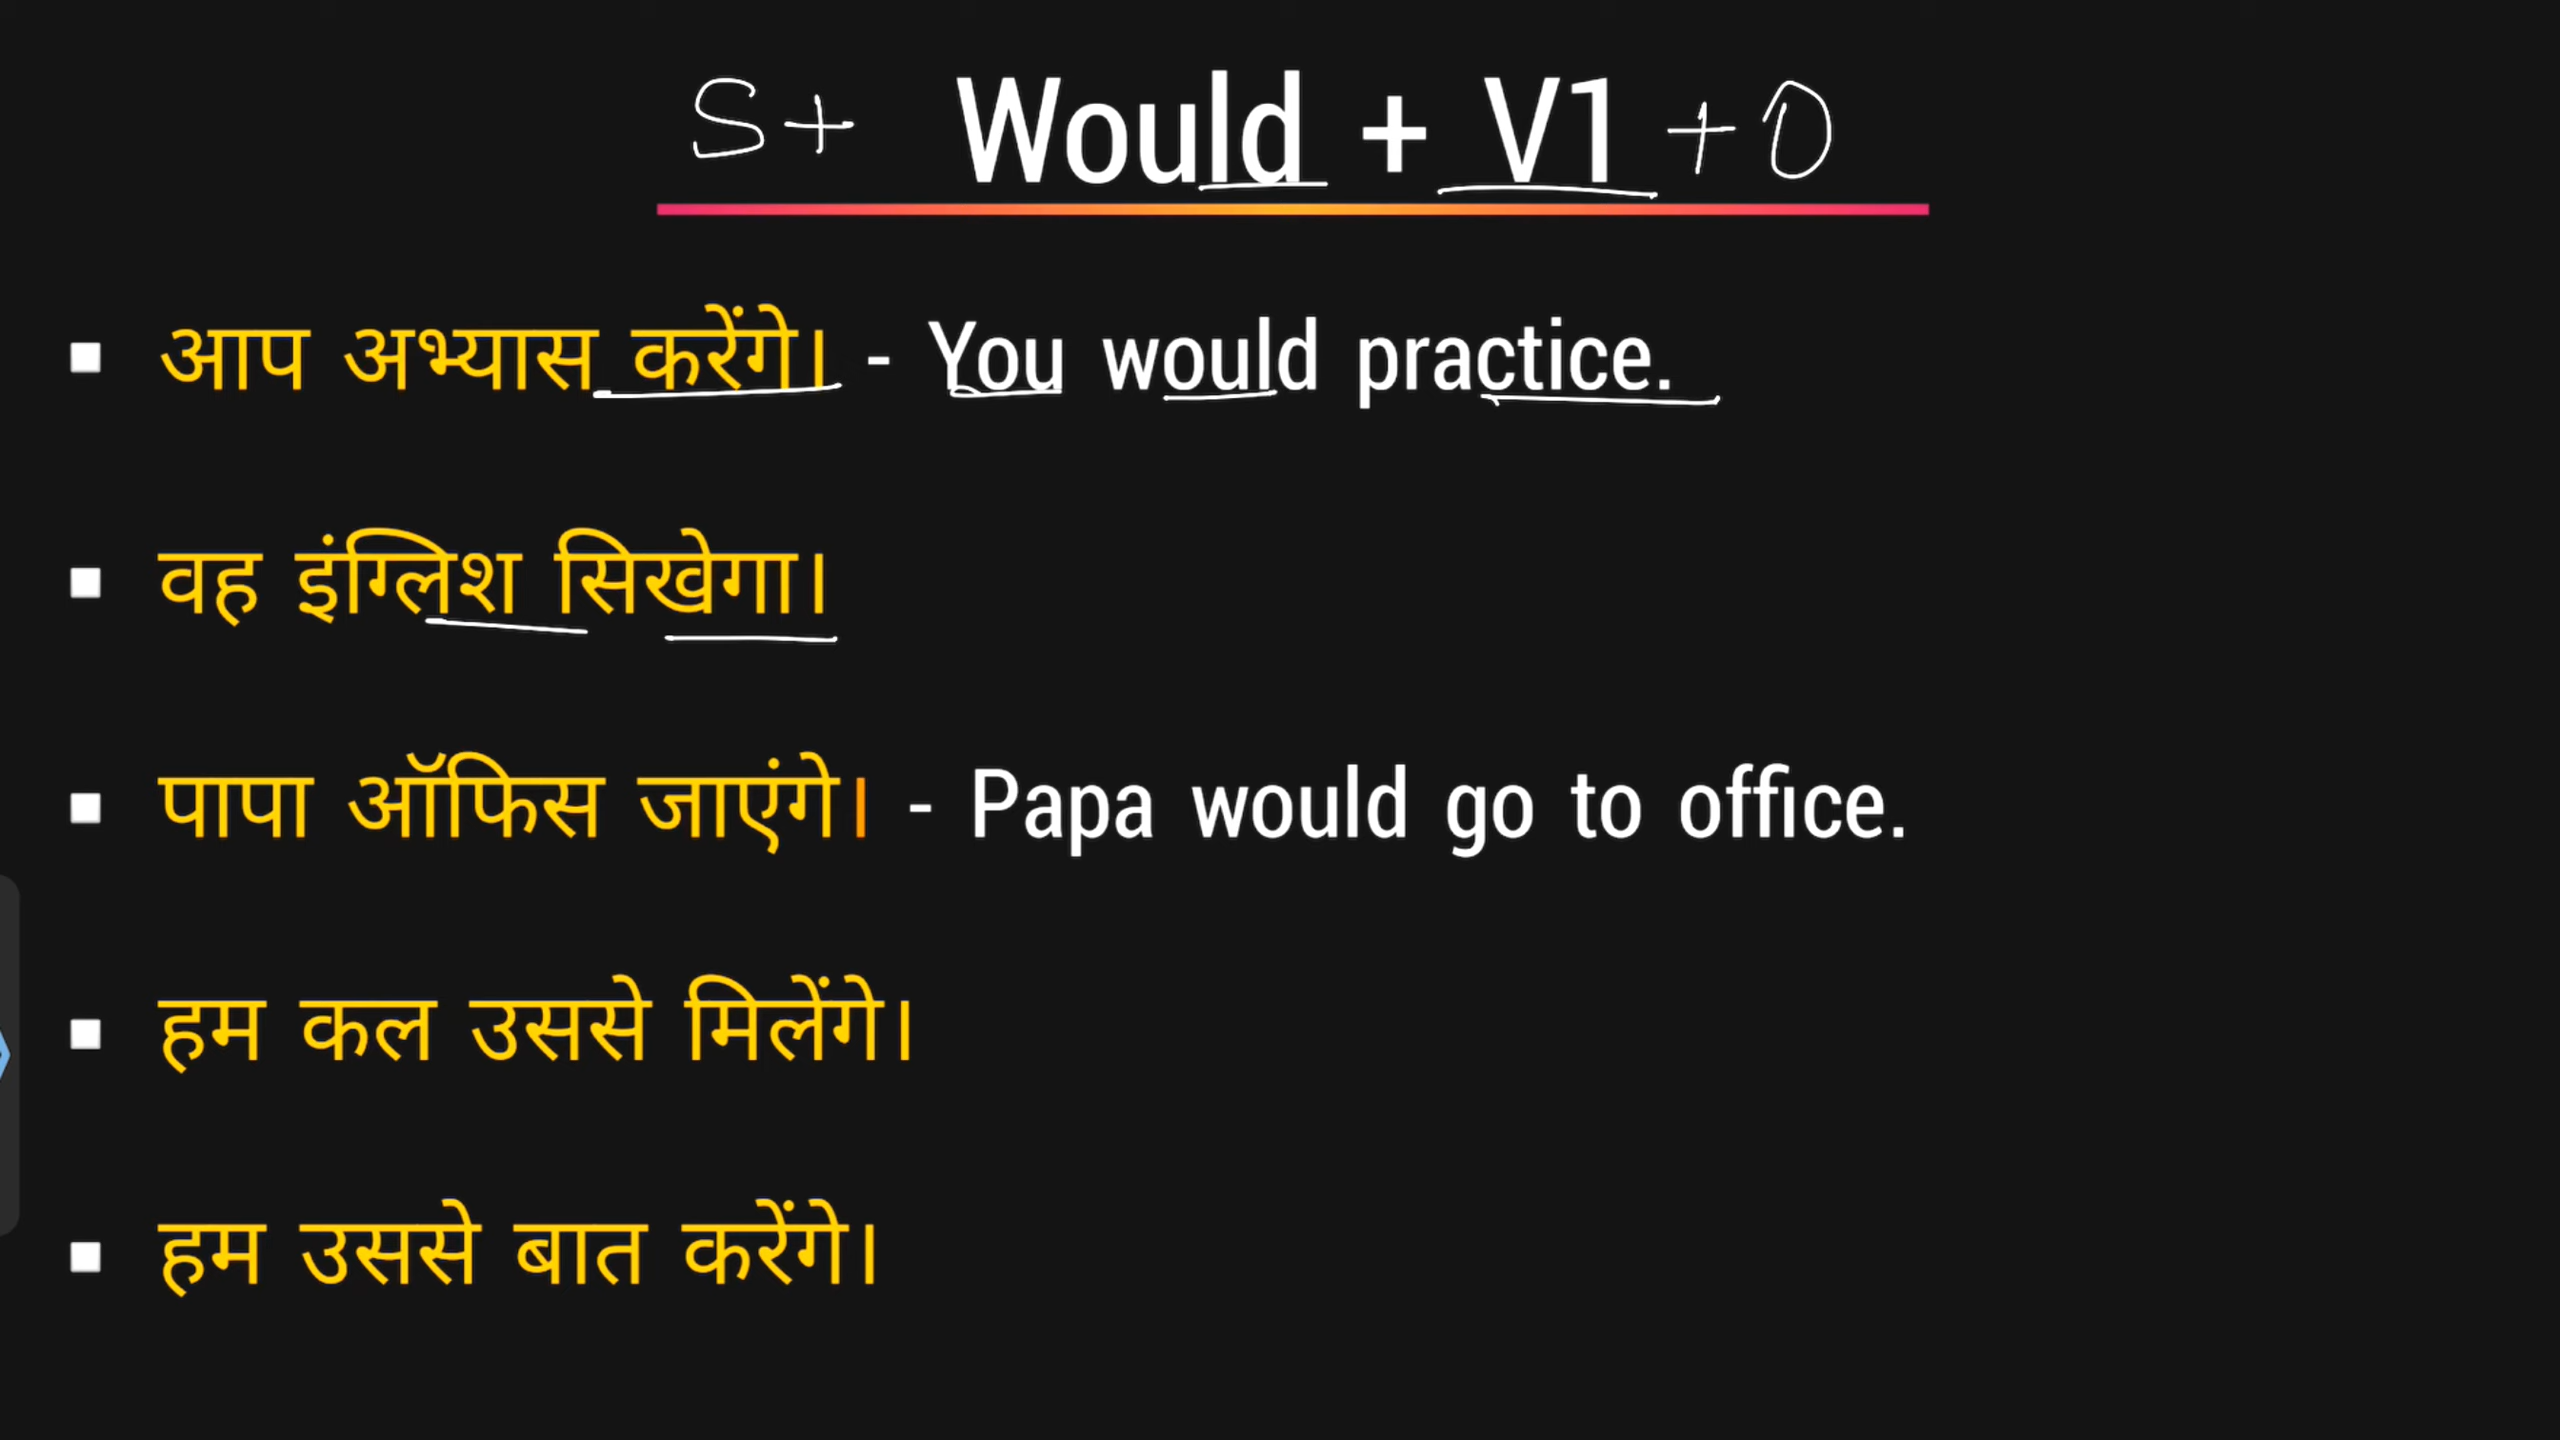 S + Would + V1 + O
▪ आप अभ्यास करेंगे। - You would practice.
▪ वह इंग्लिश सिखेगा।
▪ पापा ऑफिस जाएंगे। - Papa would go to office.
▪ हम कल उससे मिलेंगे।
▪ हम उससे बात करेंगे।